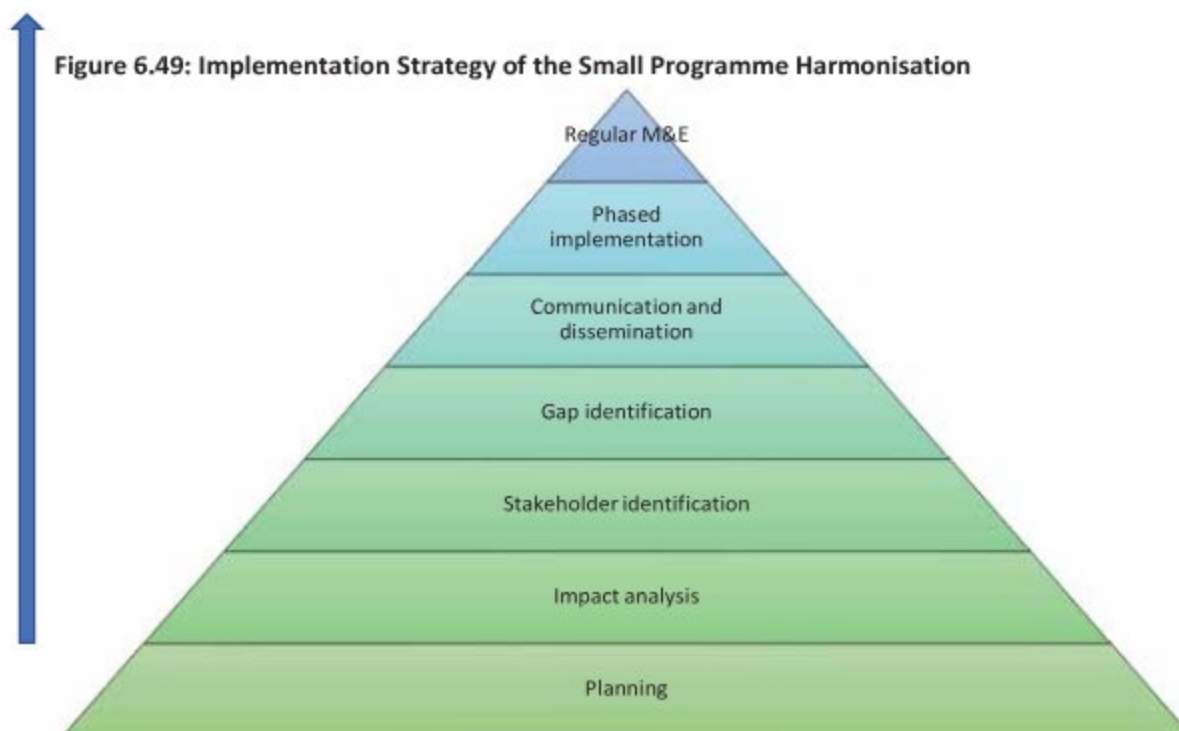 Figure 6.49: Implementation Strategy of the Small Programme Harmonisation
Regular M&E
Phased
implementation
Communication and
dissemination
Gap identification
Stakeholder identification
Impact analysis
Planning